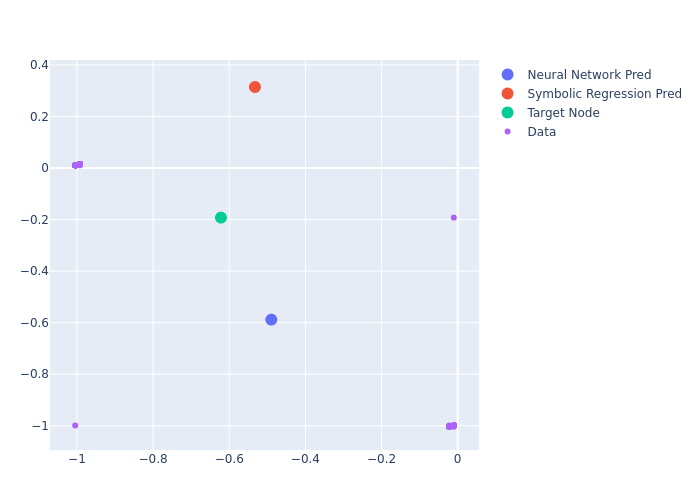 0.4
0.2
0
−0.2
−0.4
−0.6
−0.8
−1
−1 −0.8 −0.6 −0.4 −0.2 0
Neural Network Pred
Symbolic Regression Pred
Target Node
Data